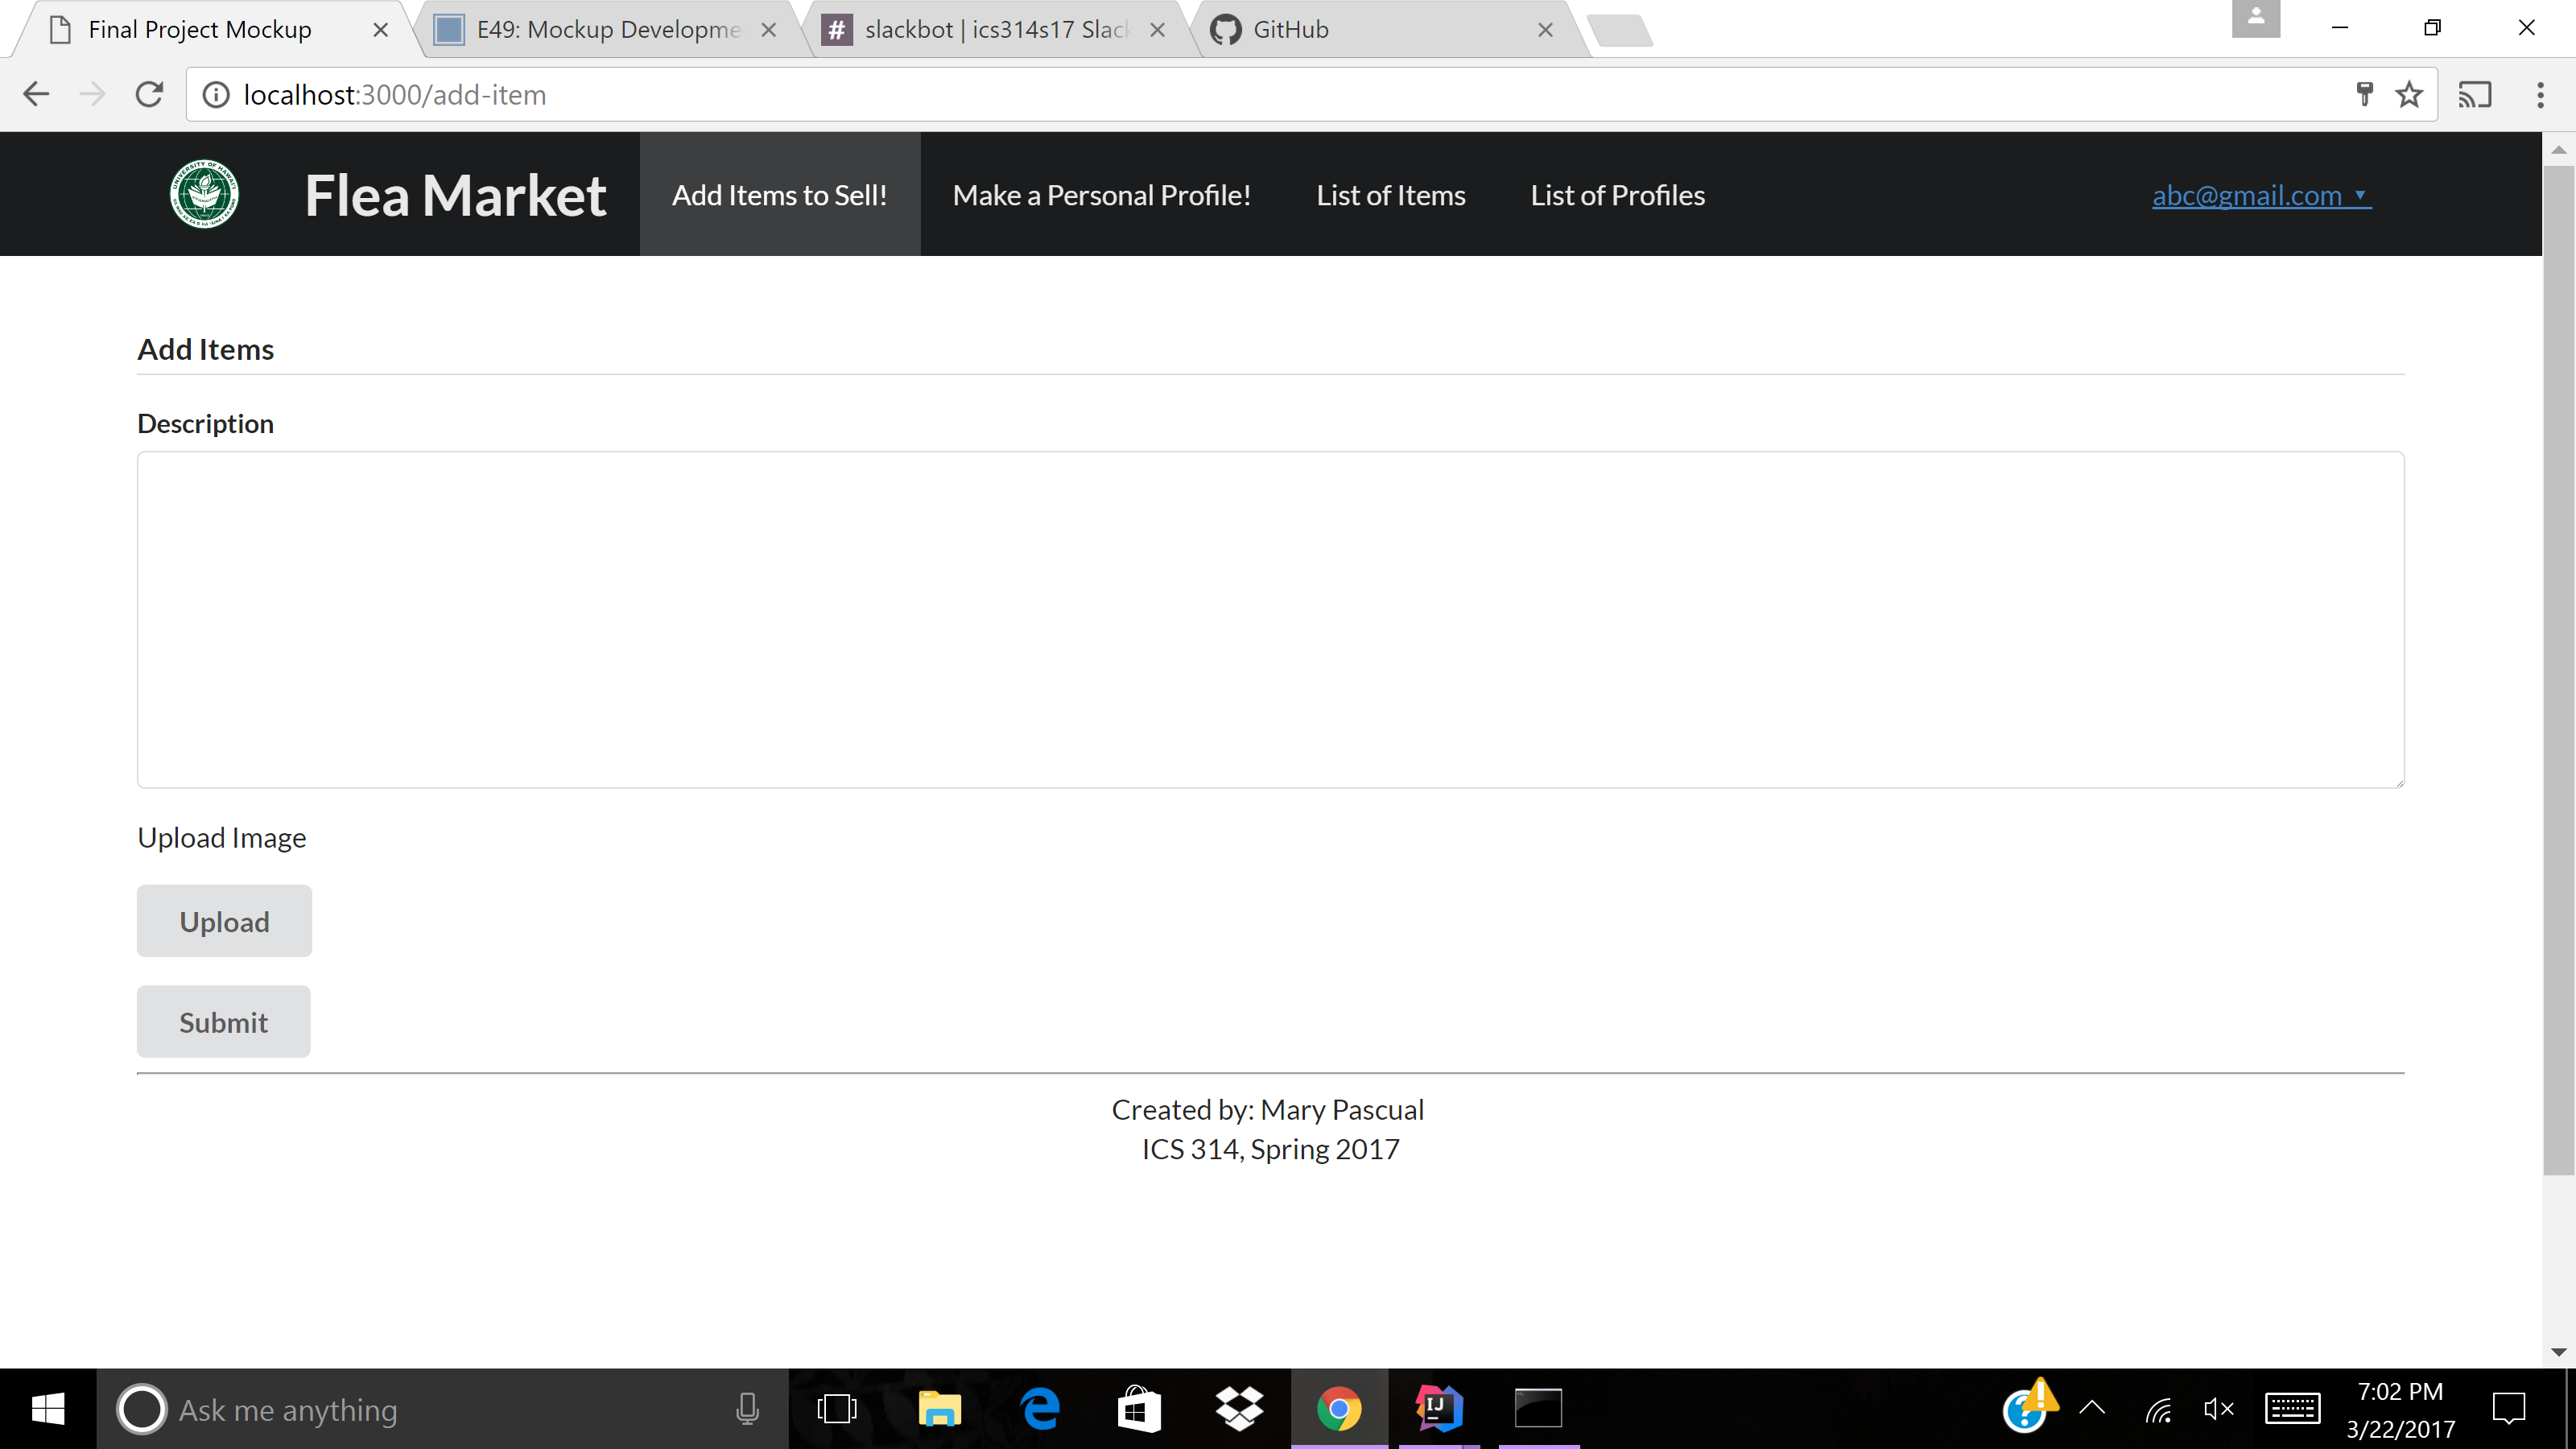 Final Project Mockup
E49: Mockup Developme
slackbot | ics314s17 Slack
GitHub
localhost:3000/add-item
Flea Market
Add Items to Sell!
Make a Personal Profile!
List of Items
List of Profiles
abc@gmail.com
Add Items
Description
Upload Image
Upload
Submit
Created by: Mary Pascual
ICS 314, Spring 2017
Ask me anything
IJ
7:02 PM
3/22/2017